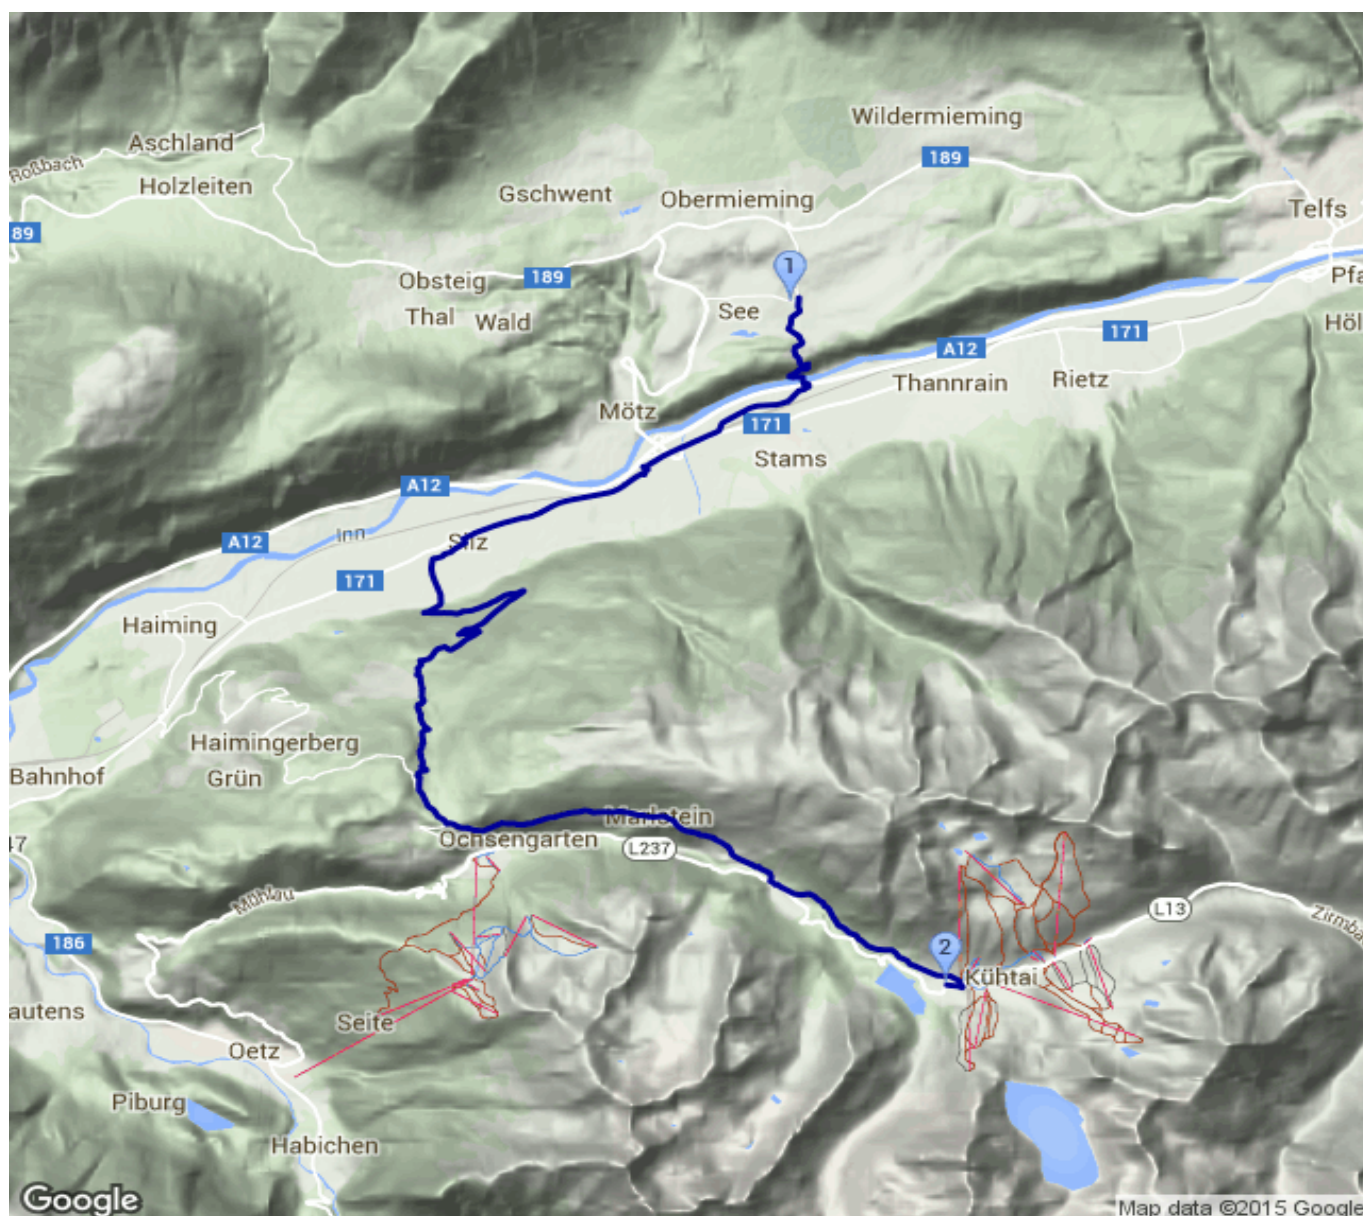 Wildermieming
Aschland
189
Roßbach
Holzleiten
Gschwent
Obermieming
Telfs
89
1
Obsteig
189
Pfa
See
Thal
Wald
171
Höl
A12
Thannrain
Rietz
Mötz
171
Stams
A12
Inn
Silz
A12
171
Haiming
Haimingerberg
Bahnhof
Grün
Marlstein
47
Ochsengarten
L237
Mühlau
L13
Zirmba
186
2
Kühtai
autens
Seite
Oetz
Piburg
Habichen
Google
Map data ©2015 Google